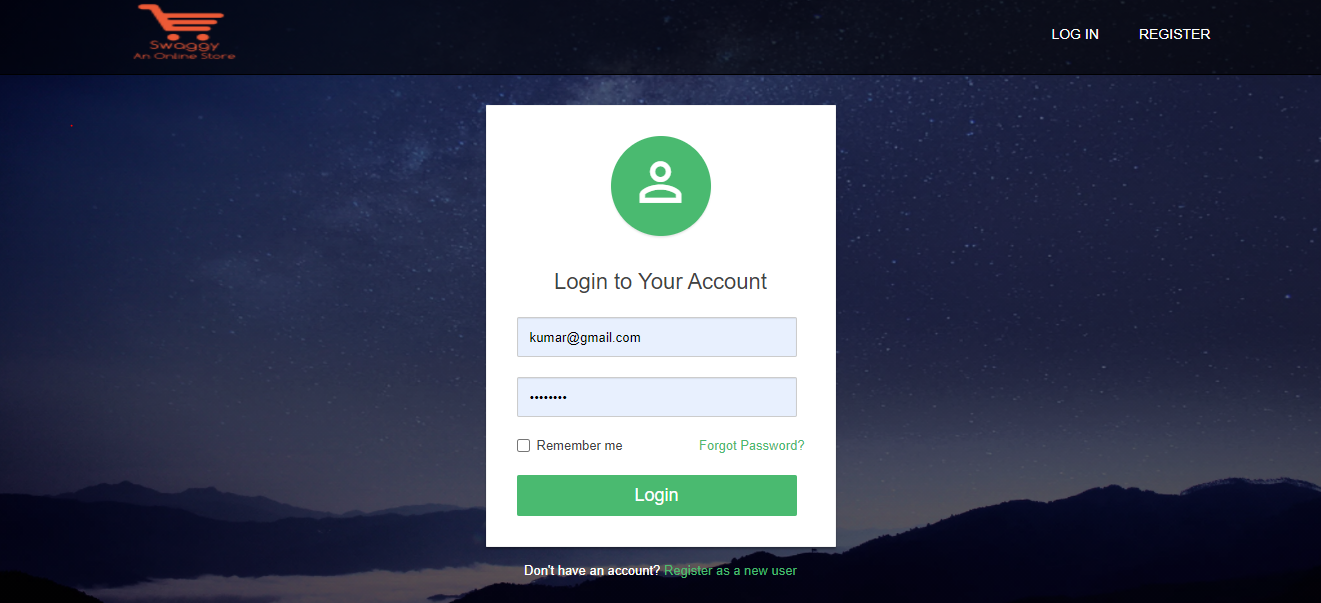 Swaggy
An Online Store
LOG IN
REGISTER
Login to Your Account
kumar@gmail.com
••••••••
Remember me
Forgot Password?
Login
Don't have an account? Register as a new user